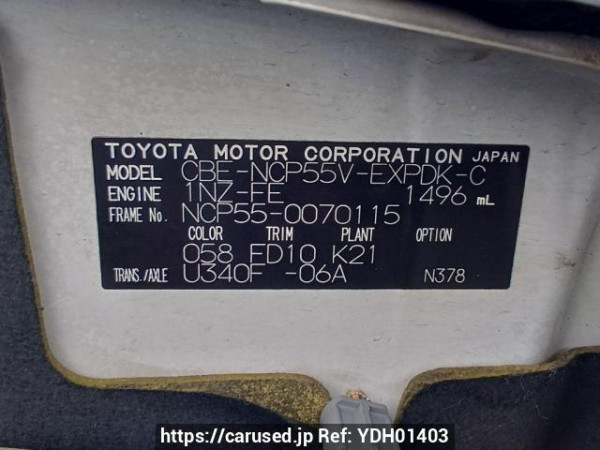 TOYOTA MOTOR CORPORATION JAPAN
MODEL CBE-NCP55V-EXPDK-C
ENGINE 1NZ-FE 1496 mL
FRAME No. NCP55-0070115
COLOR TRIM PLANT OPTION
058 FD10 K21
TRANS./AXLE U340F -06A N378
https://carused.jp Ref: YDH01403